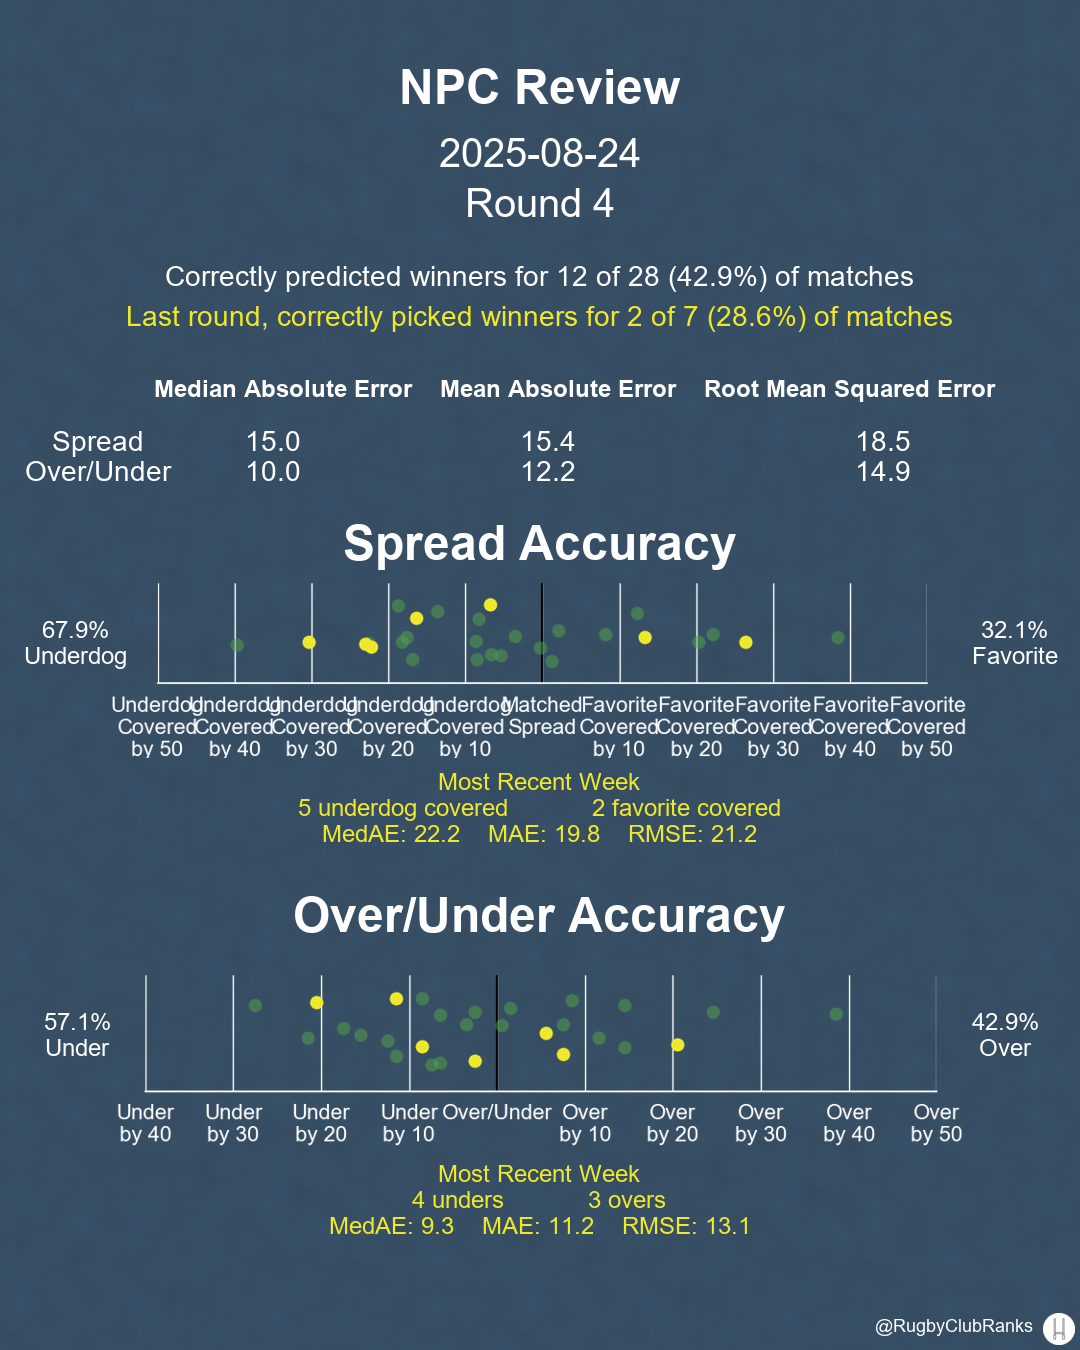 NPC Review
2025-08-24
Round 4
Correctly predicted winners for 12 of 28 (42.9%) of matches
Last round, correctly picked winners for 2 of 7 (28.6%) of matches
Median Absolute Error Mean Absolute Error Root Mean Squared Error
Spread 15.0 15.4 18.5
Over/Under 10.0 12.2 14.9
Spread Accuracy
67.9%
Underdog
32.1%
Favorite
Underdog Underdog Underdog Underdog Underdog Matched Favorite Favorite Favorite Favorite Favorite
Covered Covered Covered Covered Covered Spread Covered Covered Covered Covered Covered
by 50 by 40 by 30 by 20 by 10 by 10 by 20 by 30 by 40 by 50
Most Recent Week
5 underdog covered 2 favorite covered
MedAE: 22.2 MAE: 19.8 RMSE: 21.2
Over/Under Accuracy
57.1%
Under
42.9%
Over
Under Under Under Under Over/Under Over Over Over Over Over
by 40 by 30 by 20 by 10 by 10 by 20 by 30 by 40 by 50
Most Recent Week
4 unders 3 overs
MedAE: 9.3 MAE: 11.2 RMSE: 13.1
@RugbyClubRanks